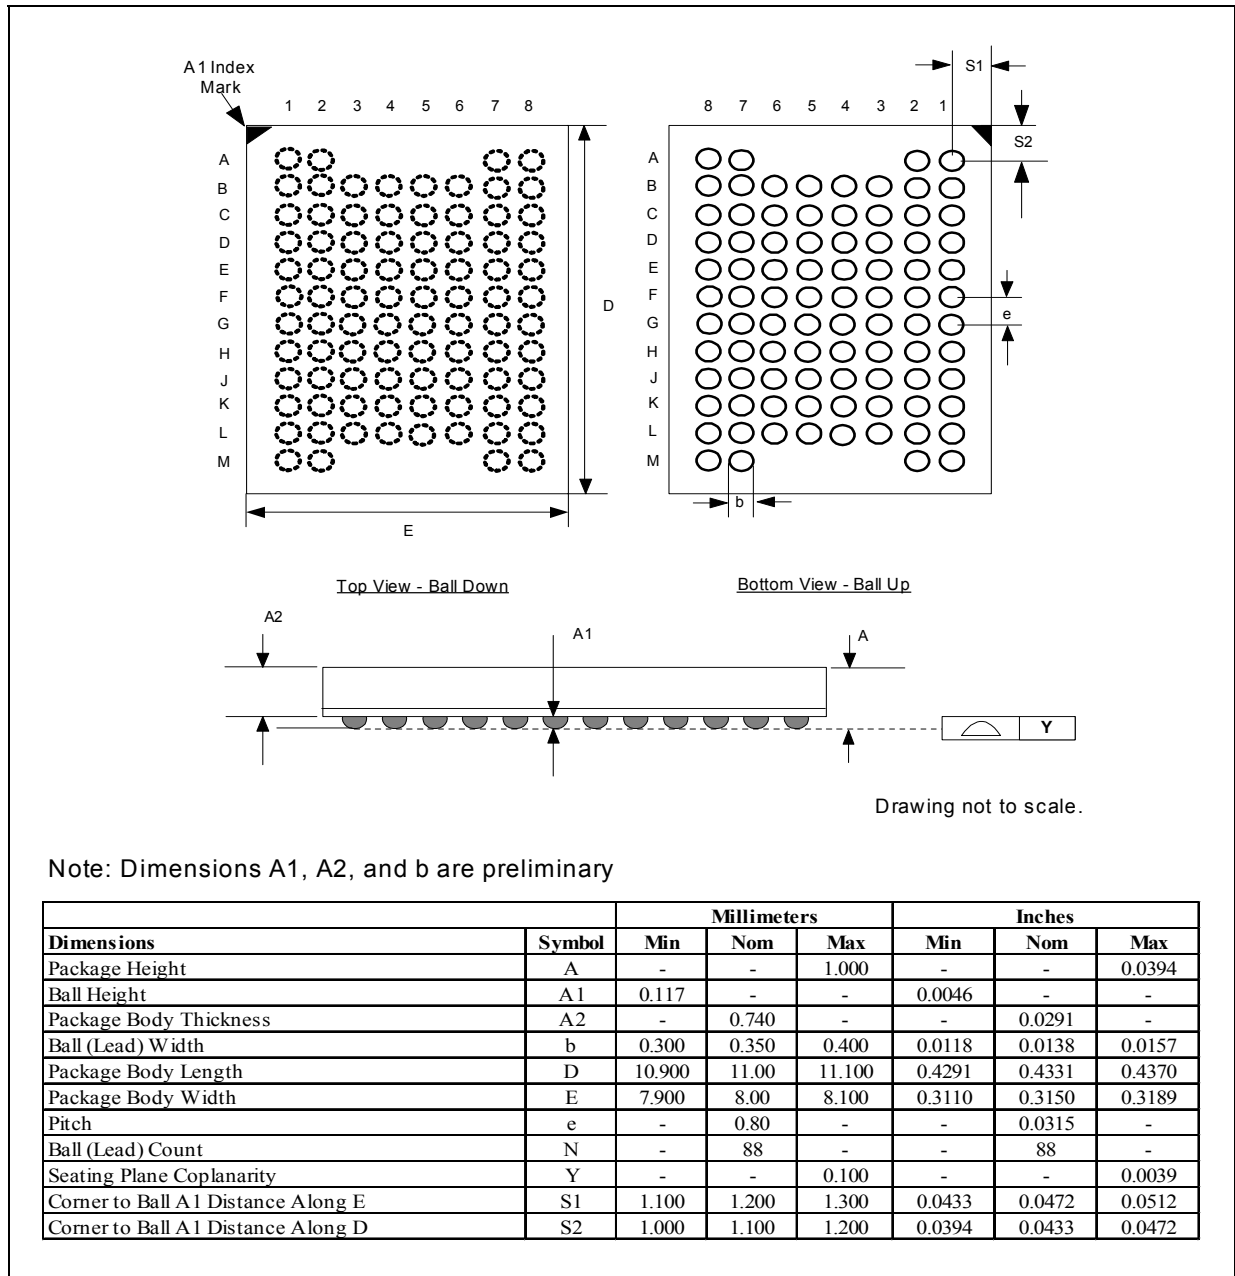 A1 Index
Mark
1 2 3 4 5 6 7 8
A
B
C
D
E
F
G
H
J
K
L
M
D
E
8 7 6 5 4 3 2 1
S1
S2
A
B
C
D
E
F
G
H
J
K
L
M
e
b
Top View - Ball Down
Bottom View - Ball Up
A2
A1
A
Y
Drawing not to scale.
Note: Dimensions A1, A2, and b are preliminary
Millimeters Inches
Dimensions Symbol Min Nom Max Min Nom Max
Package Height A - - 1.000 - - 0.0394
Ball Height A1 0.117 - - 0.0046 - -
Package Body Thickness A2 - 0.740 - - 0.0291 -
Ball (Lead) Width b 0.300 0.350 0.400 0.0118 0.0138 0.0157
Package Body Length D 10.900 11.00 11.100 0.4291 0.4331 0.4370
Package Body Width E 7.900 8.00 8.100 0.3110 0.3150 0.3189
Pitch e - 0.80 - - 0.0315 -
Ball (Lead) Count N - 88 - - 88 -
Seating Plane Coplanarity Y - - 0.100 - - 0.0039
Corner to Ball A1 Distance Along E S1 1.100 1.200 1.300 0.0433 0.0472 0.0512
Corner to Ball A1 Distance Along D S2 1.000 1.100 1.200 0.0394 0.0433 0.0472